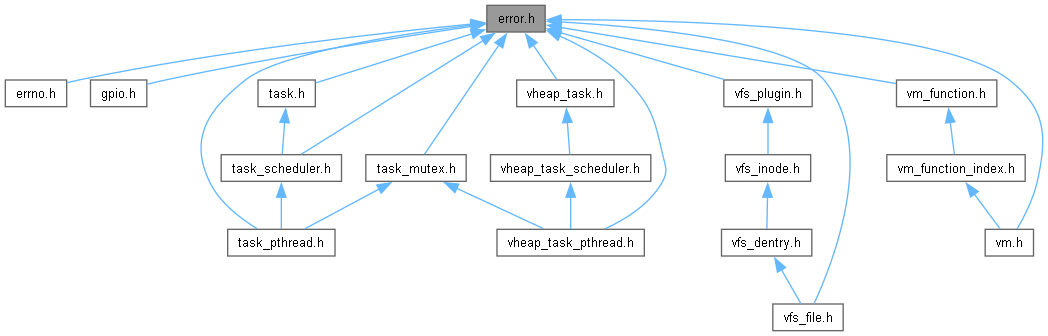 error.h
errno.h
gpio.h
task.h
vheap_task.h
vfs_plugin.h
vm_function.h
task_scheduler.h
task_mutex.h
vheap_task_scheduler.h
vfs_inode.h
vm_function_index.h
task_pthread.h
vheap_task_pthread.h
vfs_dentry.h
vm.h
vfs_file.h